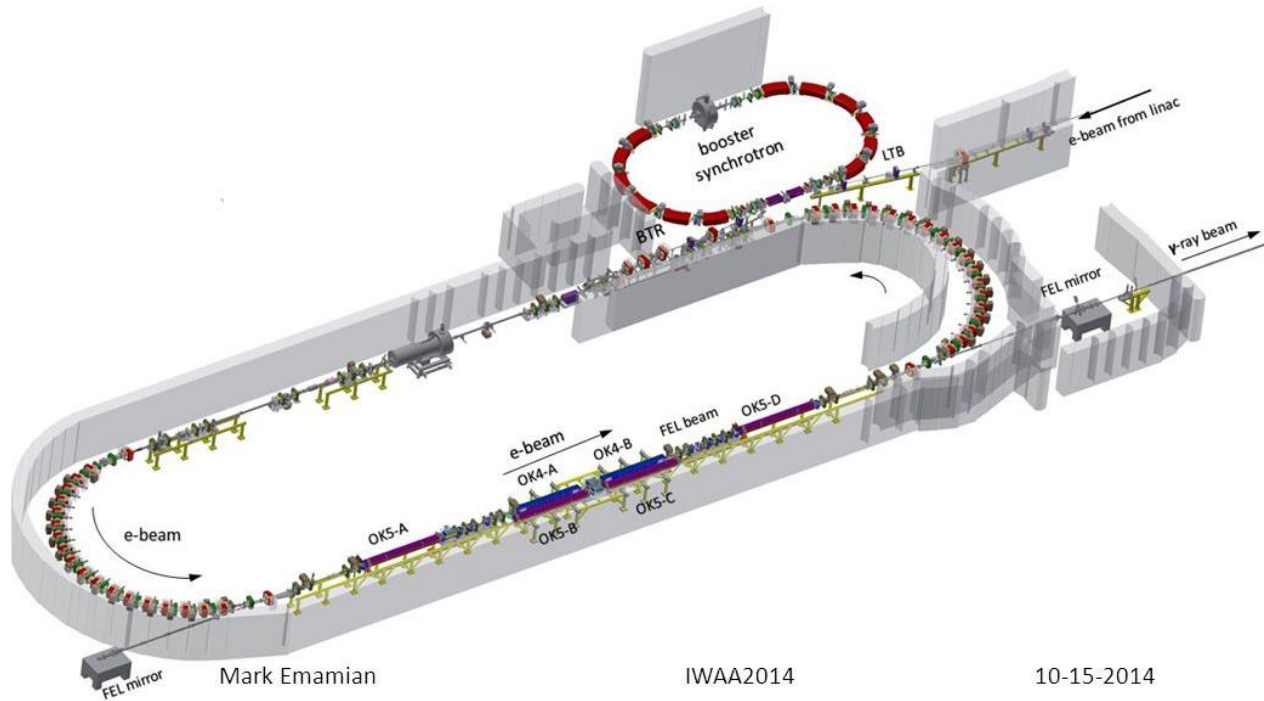 booster
synchrotron
e-beam from linac
LTB
BTR
γ-ray beam
FEL mirror
OK5-D
FEL beam
e-beam
OK4-B
OK4-A
OK5-C
OK5-B
OK5-A
e-beam
FEL mirror
Mark Emamian
IWAA2014
10-15-2014